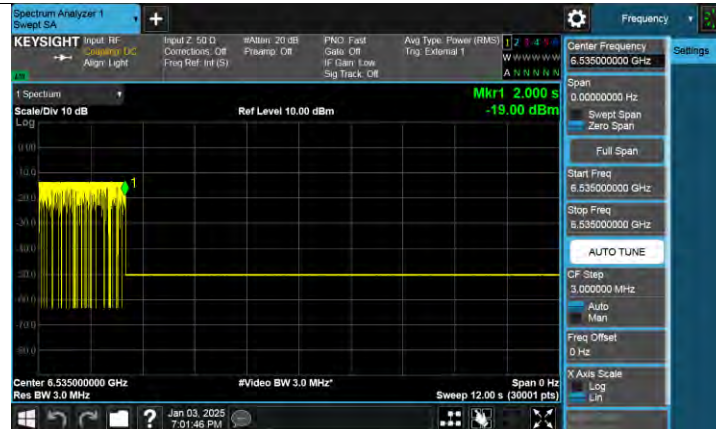 Spectrum Analyzer 1
Swept SA
Frequency
KEYSIGHT
Input: RF
Coupling: DC
Align: Light
Input Z: 50 Ω
Corrections: Off
Freq Ref: Int (S)
#Atten: 20 dB
Preamp: Off
PNO: Fast
Gate: Off
IF Gain: Low
Sig Track: Off
Avg Type: Power (RMS)
Trig: External 1
1 2 3 4 5 6
W W W W W W
A N N N N N
Center Frequency
6.535000000 GHz
Settings
Span
0.00000000 Hz
Swept Span
Zero Span
Full Span
Start Freq
6.535000000 GHz
Stop Freq
6.535000000 GHz
AUTO TUNE
CF Step
3.000000 MHz
Auto
Man
Freq Offset
0 Hz
X Axis Scale
Log
Lin
1 Spectrum
Scale/Div 10 dB
Ref Level 10.00 dBm
Mkr1 2.000 s
-19.00 dBm
Log
0.00
-10.0
-20.0
-30.0
-40.0
-50.0
-60.0
-70.0
-80.0
1
Center 6.535000000 GHz
Res BW 3.0 MHz
#Video BW 3.0 MHz*
Span 0 Hz
Sweep 12.00 s (30001 pts)
?
Jan 03, 2025
7:01:46 PM